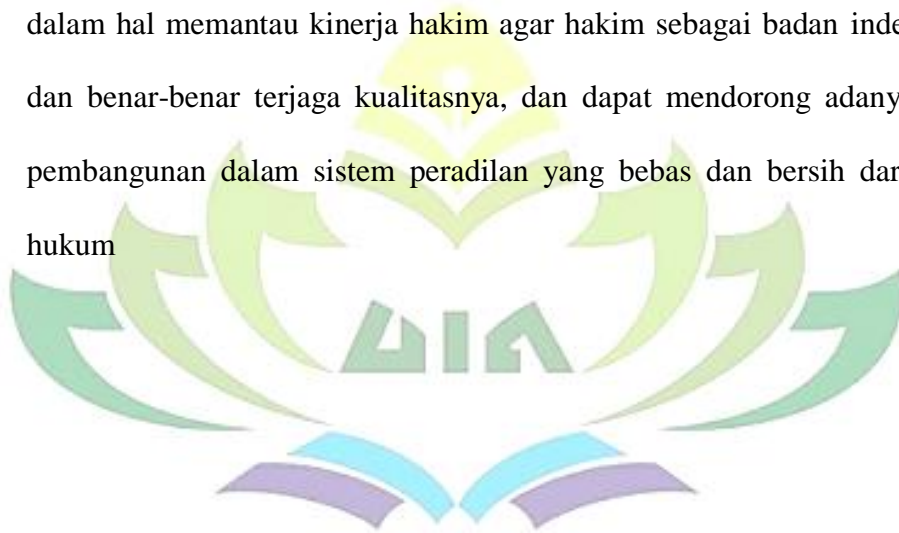 dalam hal memantau kinerja hakim agar hakim sebagai badan inde
dan benar-benar terjaga kualitasnya, dan dapat mendorong adany
pembangunan dalam sistem peradilan yang bebas dan bersih dar
hukum
UIN